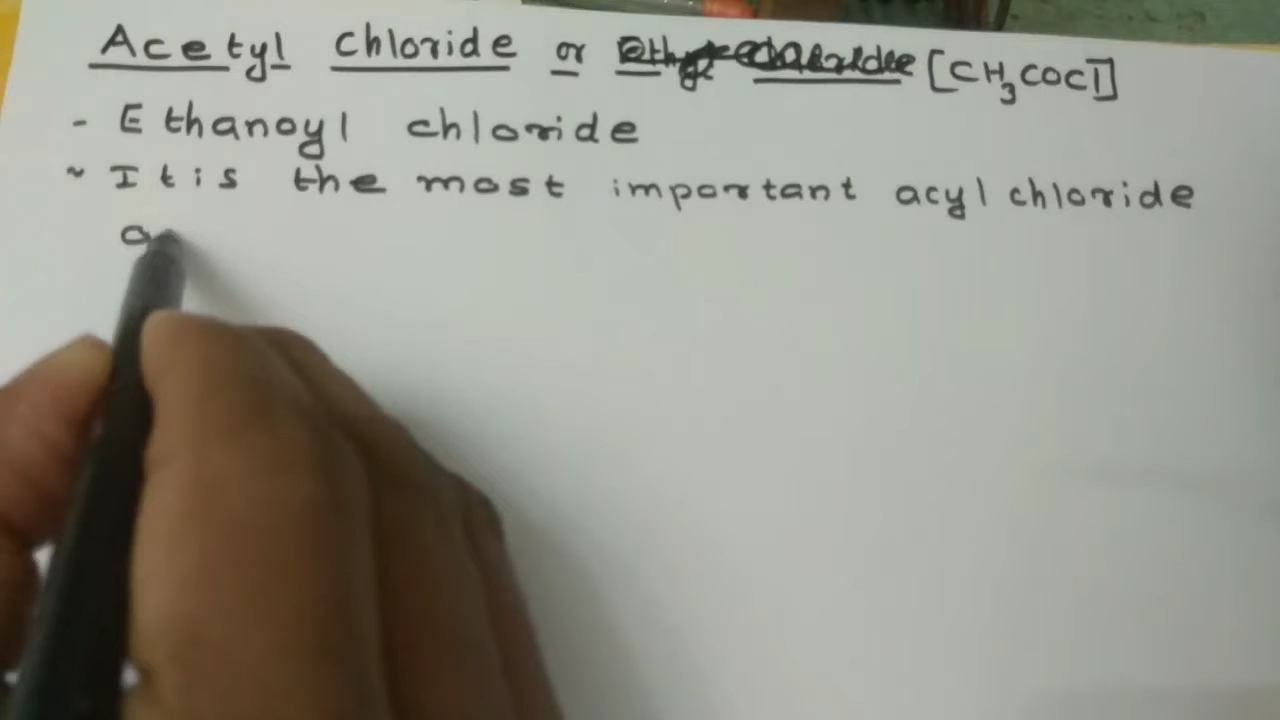 Acetyl chloride or [CH3COCl]
- Ethanoyl chloride
~ It is the most important acyl chloride
a